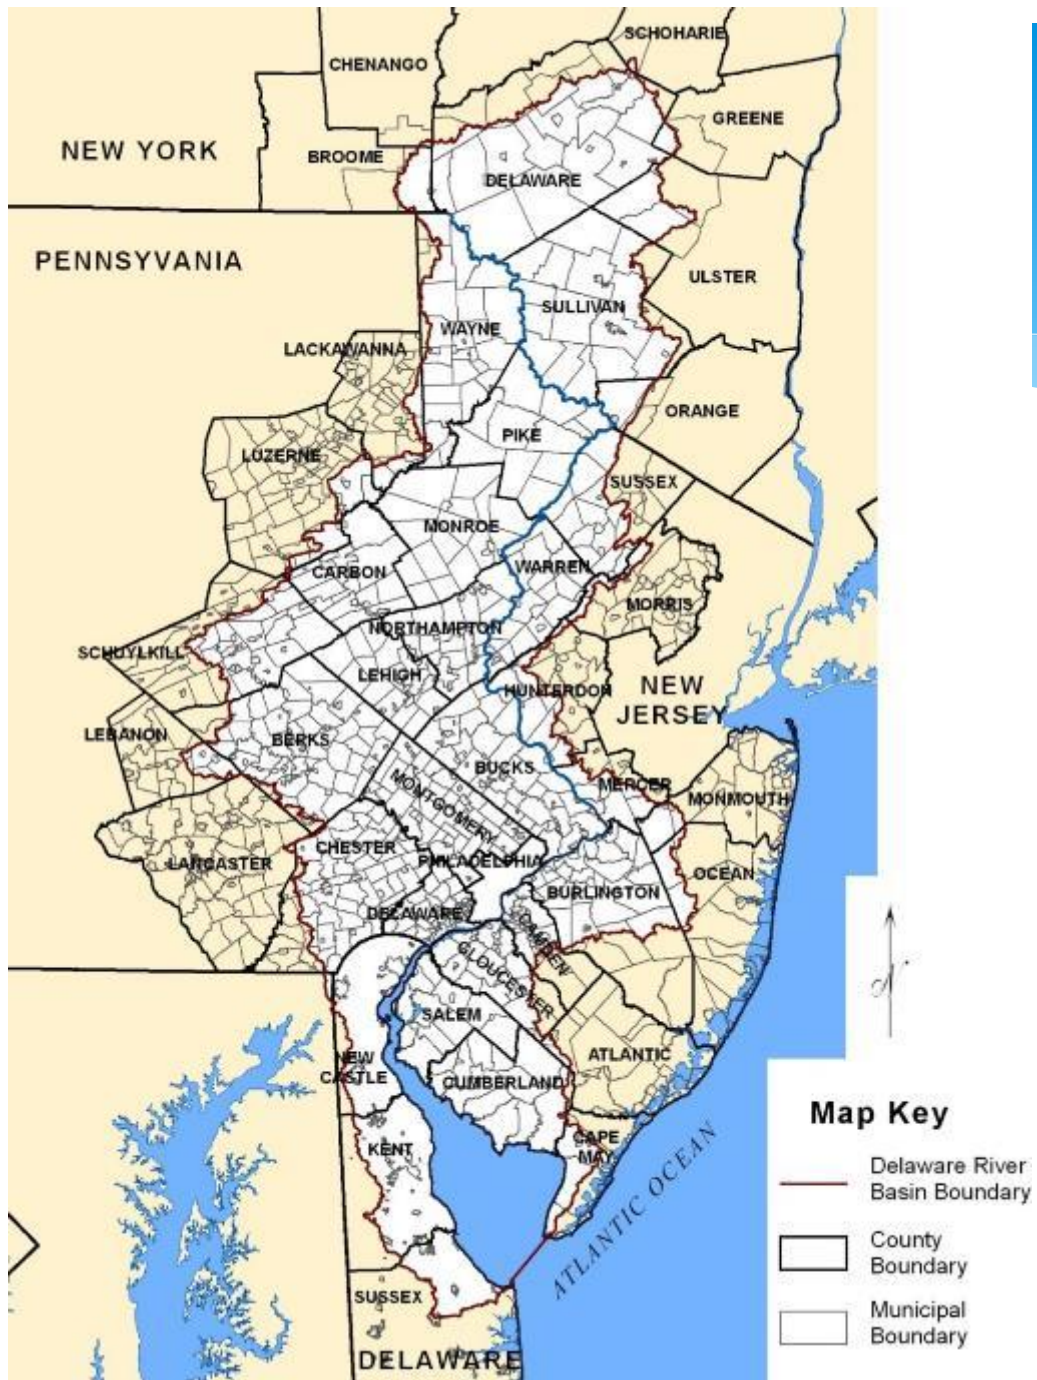 SCHOHARIE
CHENANGO
GREENE
NEW YORK
BROOME
DELAWARE
PENNSYVANIA
ULSTER
SULLIVAN
WAYNE
LACKAWANNA
ORANGE
PIKE
LUZERNE
SUSSEX
MONROE
WARREN
CARBON
MORRIS
NORTHAMPTON
SCHUYLKILL
LEHIGH
HUNTERDON
NEW
JERSEY
LEBANON
BERKS
BUCKS
MERCER
MONTGOMERY
MONMOUTH
CHESTER
PHILADELPHIA
LANCASTER
OCEAN
BURLINGTON
DELAWARE
CAMDEN
GLOUCESTER
N
SALEM
ATLANTIC
NEW
CASTLE
CUMBERLAND
KENT
CAPE
MAY
ATLANTIC OCEAN
SUSSEX
DELAWARE
Map Key
Delaware River
Basin Boundary
County
Boundary
Municipal
Boundary